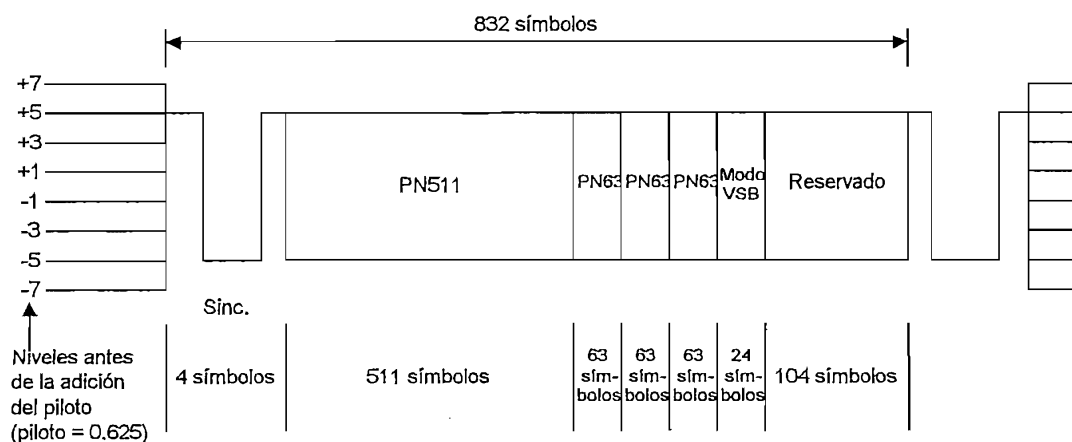 832 símbolos
+7
+5
+3
+1
-1
-3
-5
-7
PN511
PN63
PN63
PN63
Modo
VSB
Reservado
Sinc.
Niveles antes
de la adición
del piloto
(piloto = 0,625)
4 símbolos
511 símbolos
63
sím-
bolos
63
sím-
bolos
63
sím-
bolos
24
sím-
bolos
104 símbolos